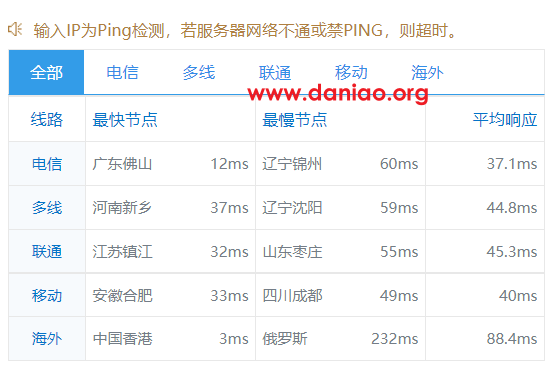 输入IP为Ping检测，若服务器网络不通或禁PING，则超时。
全部 电信 多线 联通 移动 海外
www.daniao.org
线路 最快节点 最慢节点 平均响应
电信 广东佛山 12ms 辽宁锦州 60ms 37.1ms
多线 河南新乡 37ms 辽宁沈阳 59ms 44.8ms
联通 江苏镇江 32ms 山东枣庄 55ms 45.3ms
移动 安徽合肥 33ms 四川成都 49ms 40ms
海外 中国香港 3ms 俄罗斯 232ms 88.4ms